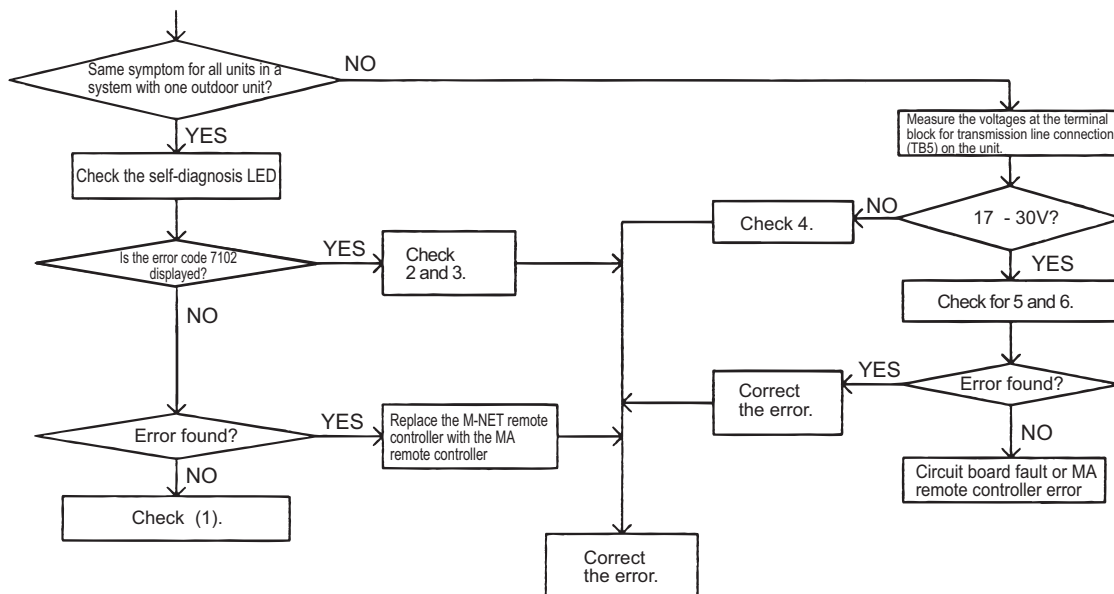 Same symptom for all units in a
system with one outdoor unit?
NO
YES
Check the self-diagnosis LED
Is the error code 7102
displayed?
YES
Check
2 and 3.
NO
Error found?
YES
Replace the M-NET remote
controller with the MA
remote controller
NO
Check (1).
Measure the voltages at the terminal
block for transmission line connection
(TB5) on the unit.
17 - 30V?
NO
Check 4.
YES
Check for 5 and 6.
Error found?
YES
Correct
the error.
NO
Circuit board fault or MA
remote controller error
Correct
the error.